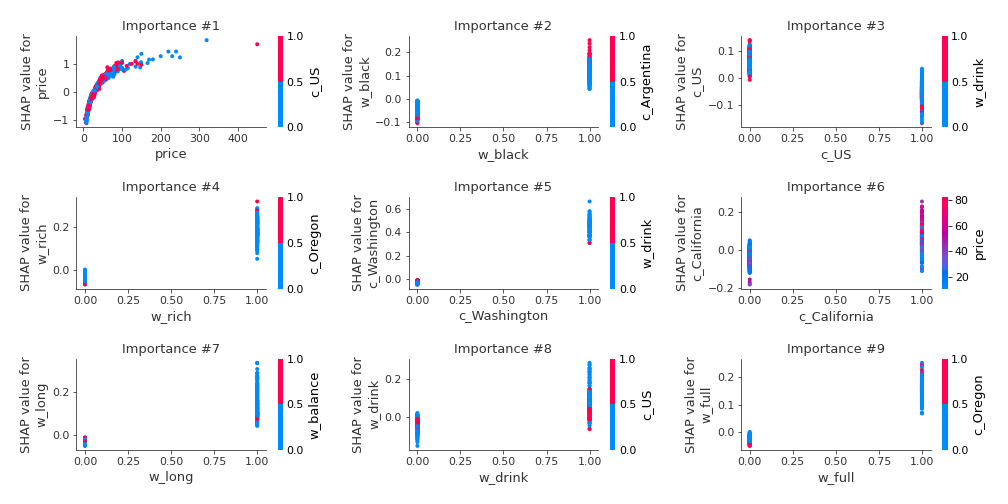 Importance #1
SHAP value for
price
1
0
−1
0
100
200
300
400
price
1.0
0.5
0.0
c_US
Importance #2
SHAP value for
w_black
0.2
0.1
0.0
−0.1
0.00
0.25
0.50
0.75
1.00
w_black
1.0
0.5
0.0
c_Argentina
Importance #3
SHAP value for
c_US
0.1
0.0
−0.1
0.00
0.25
0.50
0.75
1.00
c_US
1.0
0.5
0.0
w_drink
Importance #4
SHAP value for
w_rich
0.2
0.0
0.00
0.25
0.50
0.75
1.00
w_rich
1.0
0.5
0.0
c_Oregon
Importance #5
SHAP value for
c_Washington
0.6
0.4
0.2
0.0
0.00
0.25
0.50
0.75
1.00
c_Washington
1.0
0.5
0.0
w_drink
Importance #6
SHAP value for
c_California
0.2
0.0
−0.2
0.00
0.25
0.50
0.75
1.00
c_California
80
60
40
20
price
Importance #7
SHAP value for
w_long
0.2
0.0
0.00
0.25
0.50
0.75
1.00
w_long
1.0
0.5
0.0
w_balance
Importance #8
SHAP value for
w_drink
0.2
0.0
0.00
0.25
0.50
0.75
1.00
w_drink
1.0
0.5
0.0
c_US
Importance #9
SHAP value for
w_full
0.2
0.1
0.0
0.00
0.25
0.50
0.75
1.00
w_full
1.0
0.5
0.0
c_Oregon